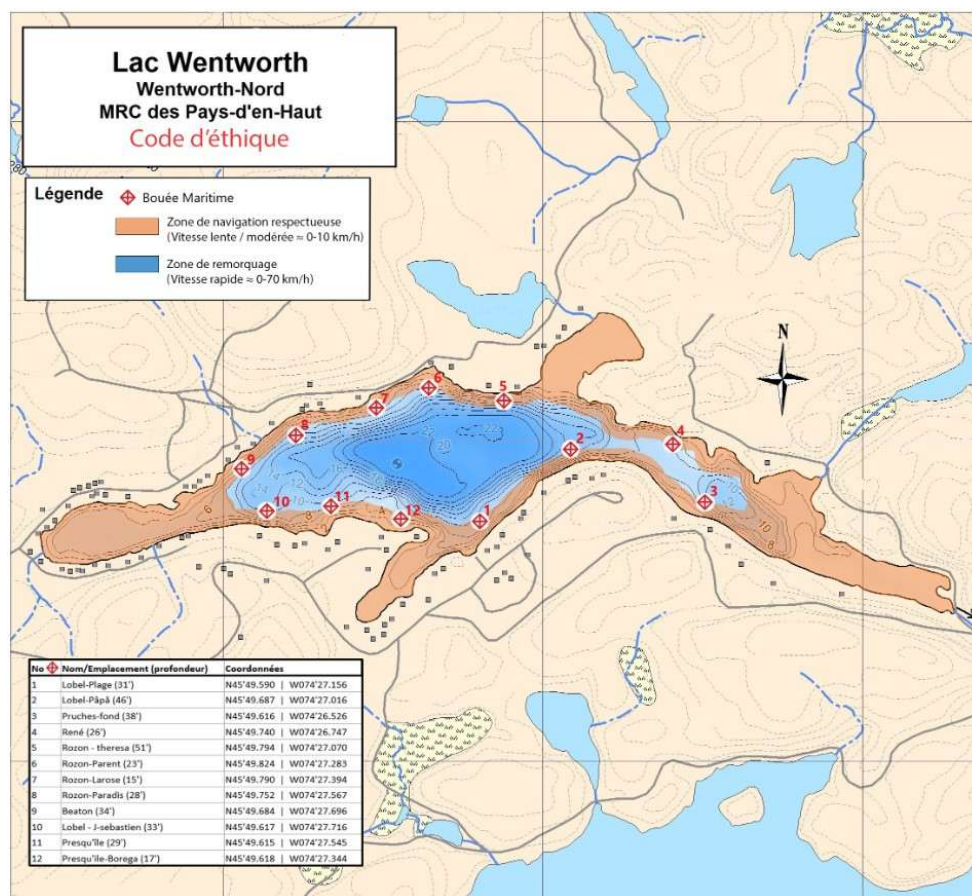 Lac Wentworth
Wentworth-Nord
MRC des Pays-d'en-Haut
Code d'éthique
280
Légende
Bouée Maritime
Zone de navigation respectueuse
(Vitesse lente / modérée ≈ 0-10 km/h)
Zone de remorquage
(Vitesse rapide ≈ 0-70 km/h)
N
6
5
7
8
22
4
2
9
12
10
11
12
1
3
6
8
10
8
No Nom/Emplacement (profondeur) Coordonnées
1 Lobel-Plage (31') N45'49.590 | W074'27.156
2 Lobel-Pâpâ (46') N45'49.687 | W074'27.016
3 Pruches-fond (38') N45'49.616 | W074'26.526
4 René (26') N45'49.740 | W074'26.747
5 Rozon - theresa (51') N45'49.794 | W074'27.070
6 Rozon-Parent (23') N45'49.824 | W074'27.283
7 Rozon-Larose (15') N45'49.790 | W074'27.394
8 Rozon-Paradis (28') N45'49.752 | W074'27.567
9 Beaton (34') N45'49.684 | W074'27.696
10 Lobel - J-sebastien (33') N45'49.617 | W074'27.716
11 Presqu'île (29') N45'49.615 | W074'27.545
12 Presqu'ile-Borega (17') N45'49.618 | W074'27.344